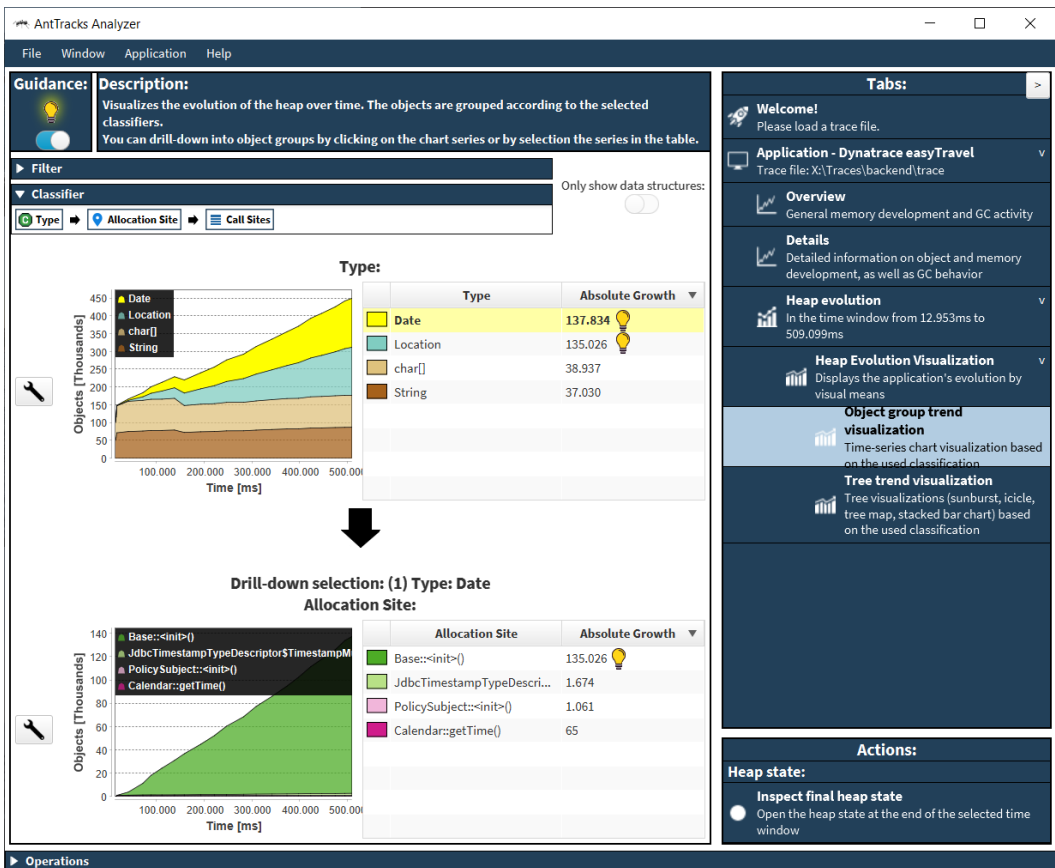 AntTracks Analyzer
File Window Application Help
Guidance:
Description:
Visualizes the evolution of the heap over time. The objects are grouped according to the selected
classifiers.
You can drill-down into object groups by clicking on the chart series or by selection the series in the table.
Filter
Classifier
Type
Allocation Site
Call Sites
Only show data structures:
Type:
Objects [Thousands]
450
400
350
300
250
200
150
100
50
0
Date
Location
char[]
String
100.000 200.000 300.000 400.000 500.00
Time [ms]
Type Absolute Growth
Date 137.834
Location 135.026
char[] 38.937
String 37.030
Drill-down selection: (1) Type: Date
Allocation Site:
Objects [Thousands]
140
120
100
80
60
40
20
0
Base::<init>()
JdbcTimestampTypeDescriptor$TimestampM
PolicySubject::<init>()
Calendar::getTime()
100.000 200.000 300.000 400.000 500.00
Time [ms]
Allocation Site Absolute Growth
Base::<init>() 135.026
JdbcTimestampTypeDescri... 1.674
PolicySubject::<init>() 1.061
Calendar::getTime() 65
Tabs:
>
Welcome!
Please load a trace file.
Application - Dynatrace easyTravel v
Trace file: X:\Traces\backend\trace
Overview
General memory development and GC activity
Details
Detailed information on object and memory
development, as well as GC behavior
Heap evolution v
In the time window from 12.953ms to
509.099ms
Heap Evolution Visualization v
Displays the application's evolution by
visual means
Object group trend
visualization
Time-series chart visualization based
on the used classification
Tree trend visualization
Tree visualizations (sunburst, icicle,
tree map, stacked bar chart) based
on the used classification
Actions:
Heap state:
Inspect final heap state
Open the heap state at the end of the selected time
window
Operations